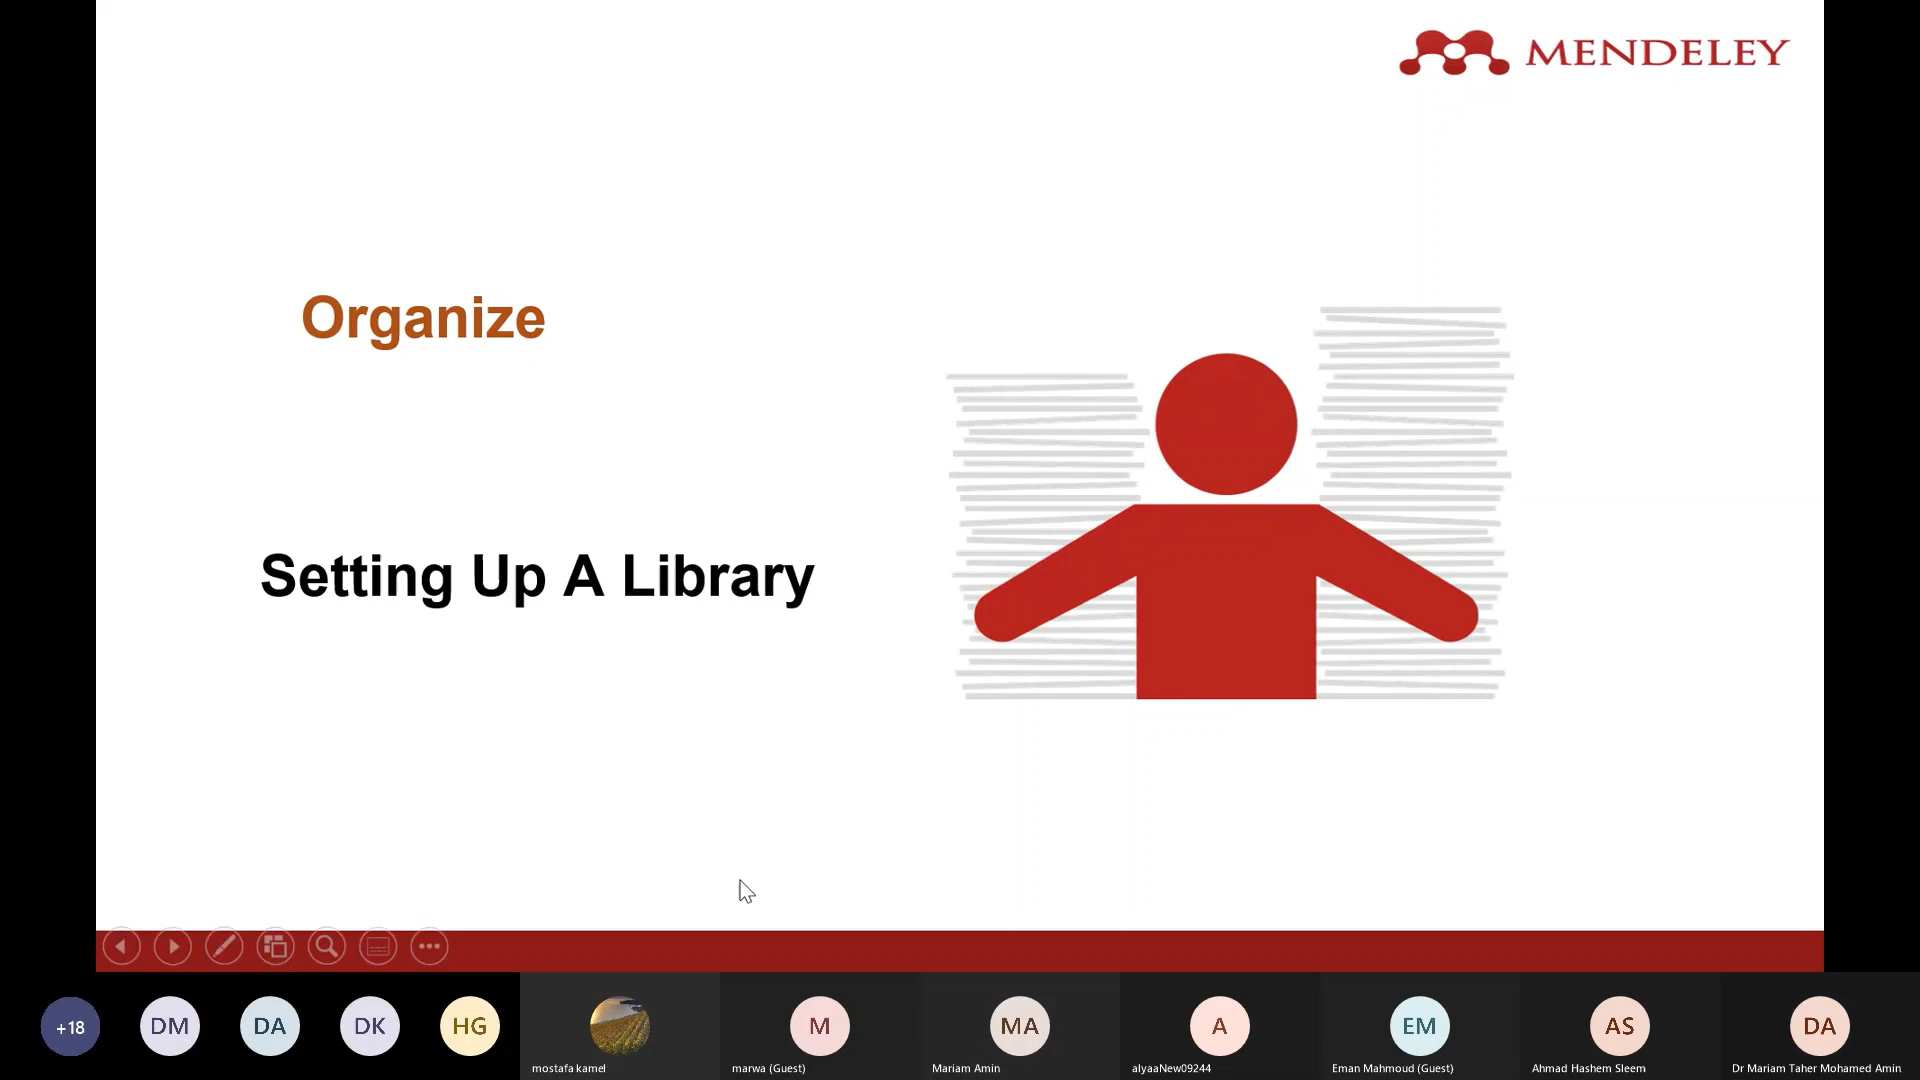 MENDELEY
Organize
Setting Up A Library
+18
DM
DA
DK
HG
M
MA
A
EM
AS
DA
mostafa kamel
marwa (Guest)
Mariam Amin
alyaaNew09244
Eman Mahmoud (Guest)
Ahmad Hashem Sleem
Dr Mariam Taher Mohamed Amin